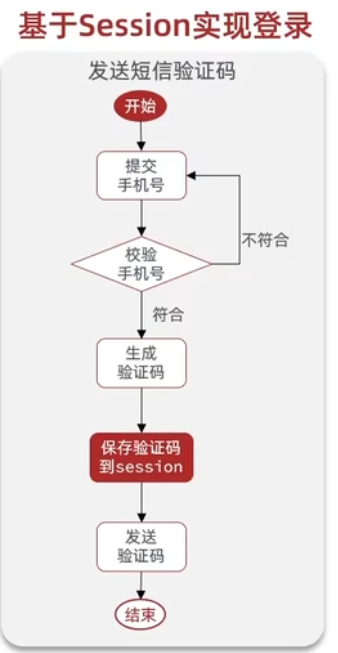 基于Session实现登录
发送短信验证码
开始
提交
手机号
不符合
校验
手机号
符合
生成
验证码
保存验证码
到session
发送
验证码
结束